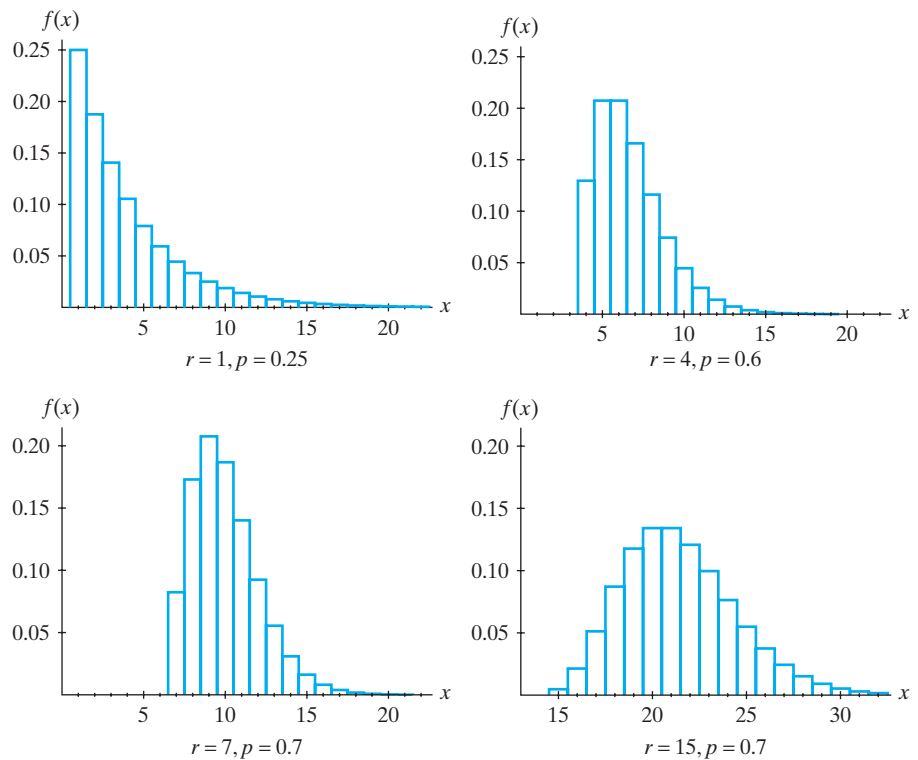 f(x)
0.25
0.20
0.15
0.10
0.05
5 10 15 20 x
r = 1, p = 0.25
f(x)
0.25
0.20
0.15
0.10
0.05
5 10 15 20 x
r = 4, p = 0.6
f(x)
0.20
0.15
0.10
0.05
5 10 15 20 x
r = 7, p = 0.7
f(x)
0.20
0.15
0.10
0.05
15 20 25 30 x
r = 15, p = 0.7